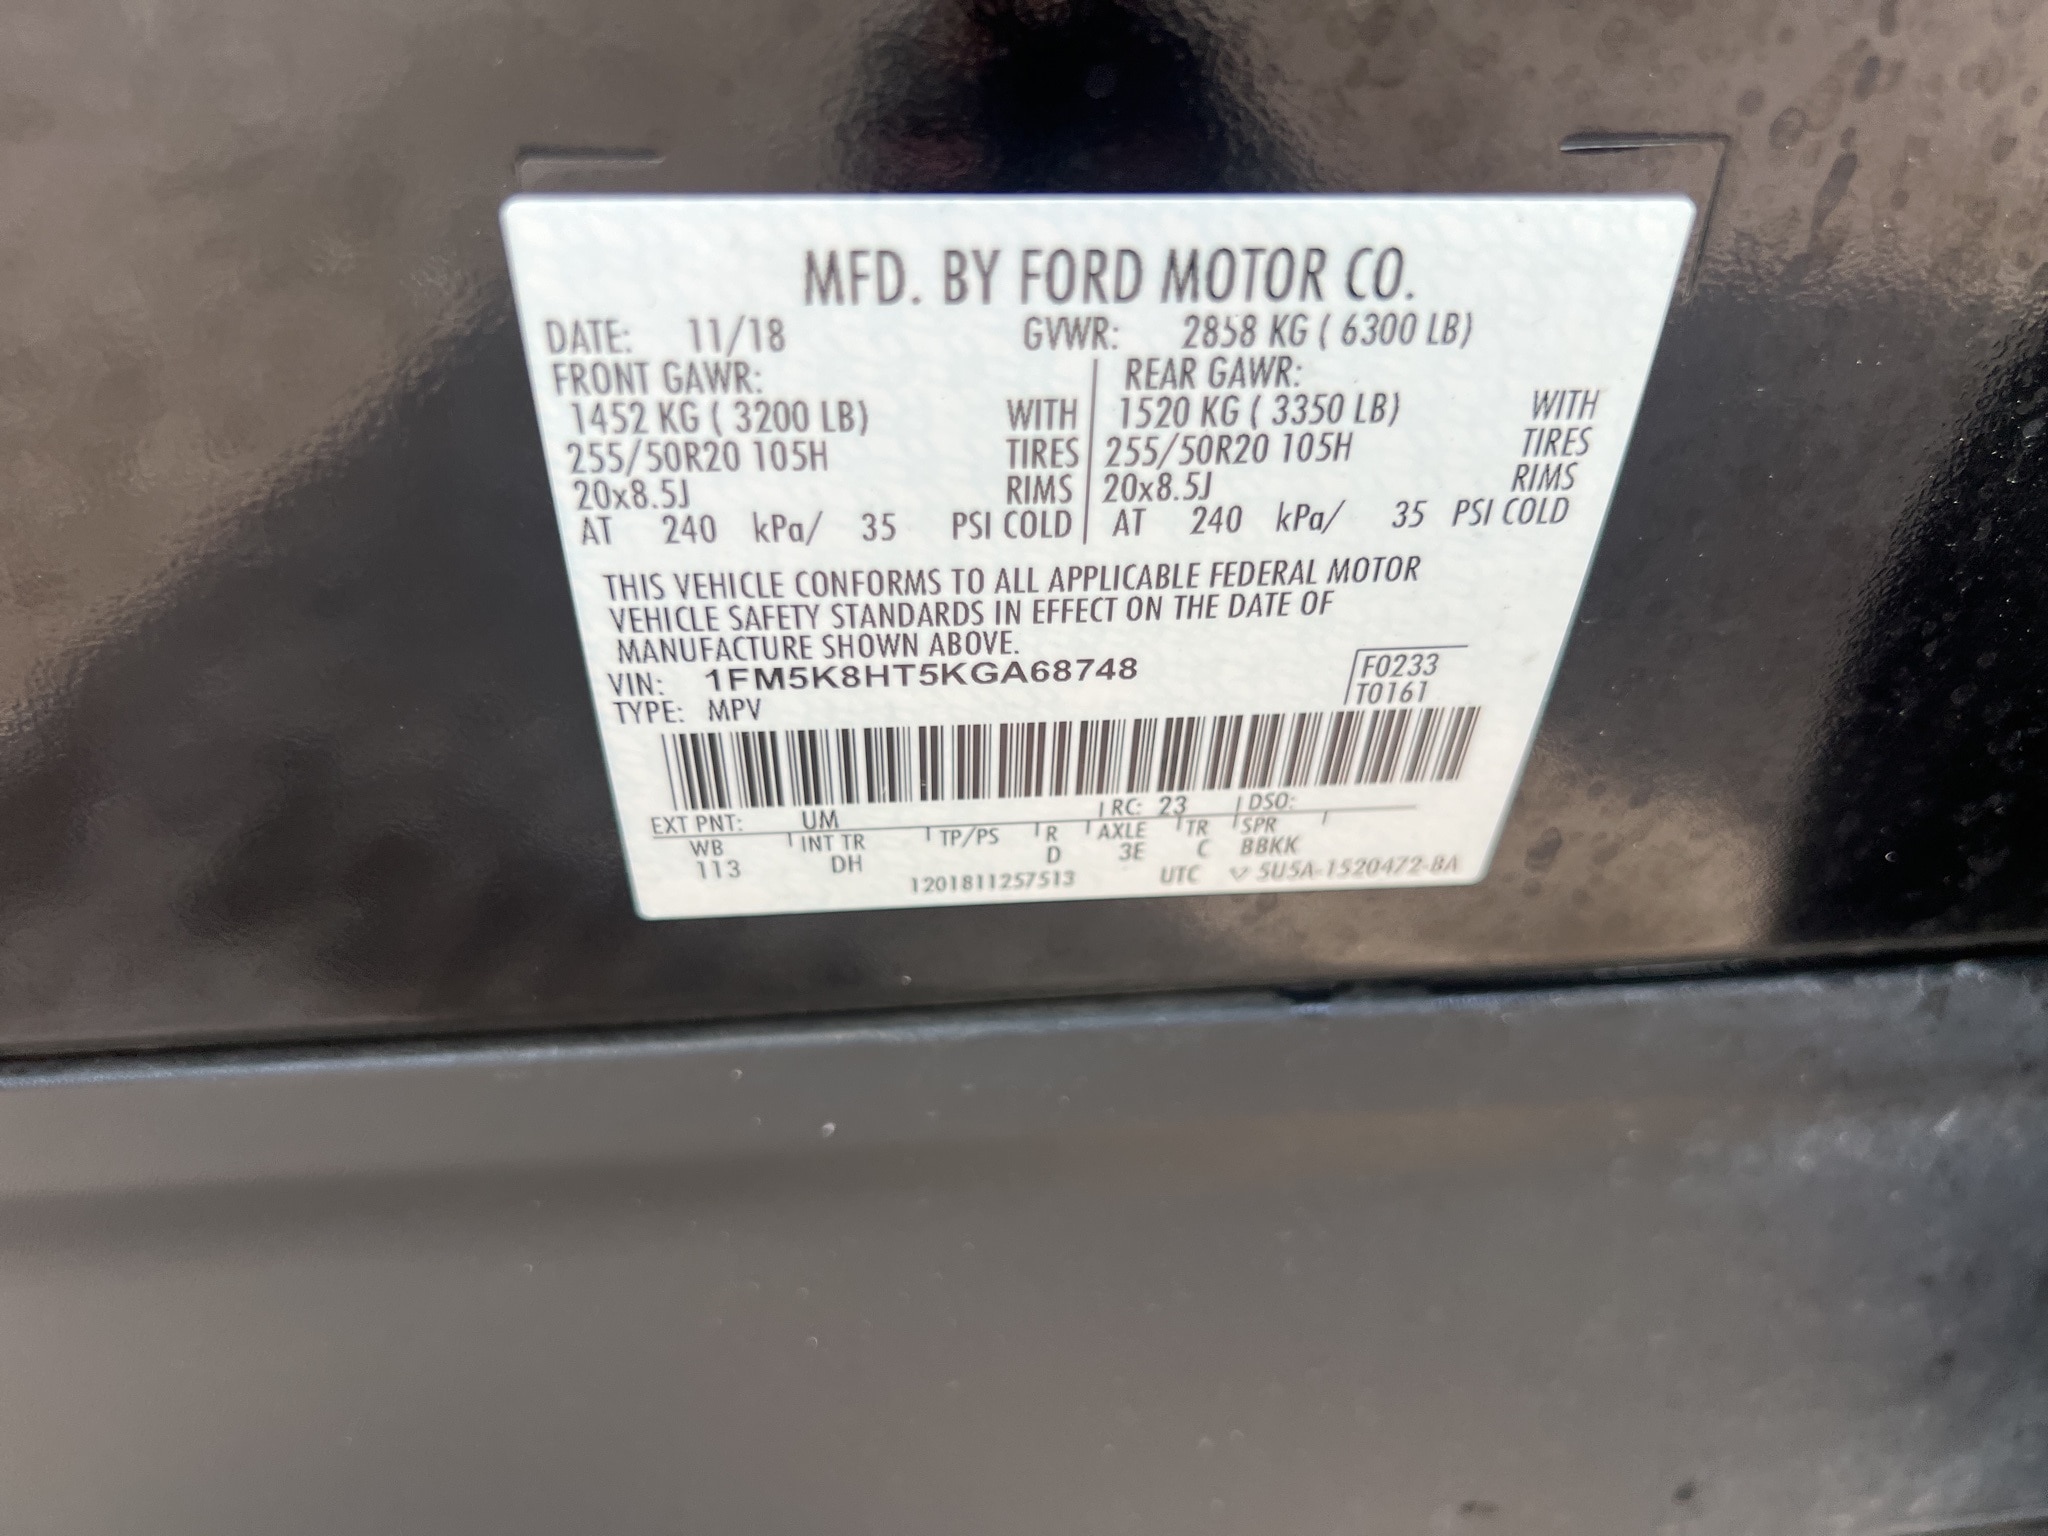 MFD. BY FORD MOTOR CO.
DATE: 11/18 GVWR: 2858 KG ( 6300 LB)
FRONT GAWR: REAR GAWR:
1452 KG ( 3200 LB) WITH 1520 KG ( 3350 LB) WITH
255/50R20 105H TIRES 255/50R20 105H TIRES
20x8.5J RIMS 20x8.5J RIMS
AT 240 kPa/ 35 PSI COLD AT 240 kPa/ 35 PSI COLD
THIS VEHICLE CONFORMS TO ALL APPLICABLE FEDERAL MOTOR
VEHICLE SAFETY STANDARDS IN EFFECT ON THE DATE OF
MANUFACTURE SHOWN ABOVE.
VIN: 1FM5K8HT5KGA68748 F0233
TYPE: MPV T0161
EXT PNT: UM RC: 23 DSO:
WB INT TR TP/PS R AXLE TR SPR
113 DH D 3E C BBKK
1201811257513 UTC 5U5A-1520472-BA